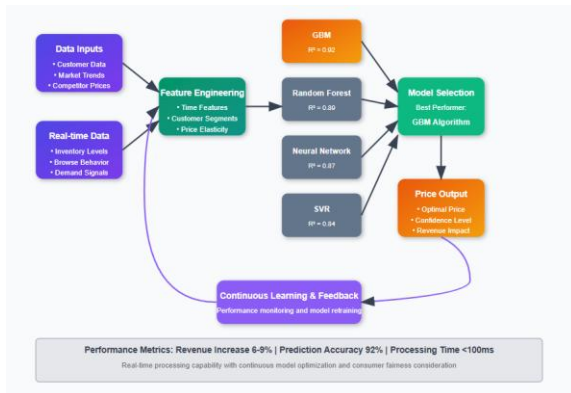 Data Inputs
• Customer Data
• Market Trends
• Competitor Prices
Real-time Data
• Inventory Levels
• Browse Behavior
• Demand Signals
Feature Engineering
• Time Features
• Customer Segments
• Price Elasticity
GBM
R² = 0.92
Random Forest
R² = 0.89
Neural Network
R² = 0.87
SVR
R² = 0.84
Model Selection
Best Performer:
GBM Algorithm
Price Output
• Optimal Price
• Confidence Level
• Revenue Impact
Continuous Learning & Feedback
Performance monitoring and model retraining
Performance Metrics: Revenue Increase 6-9% | Prediction Accuracy 92% | Processing Time <100ms
Real-time processing capability with continuous model optimization and consumer fairness consideration